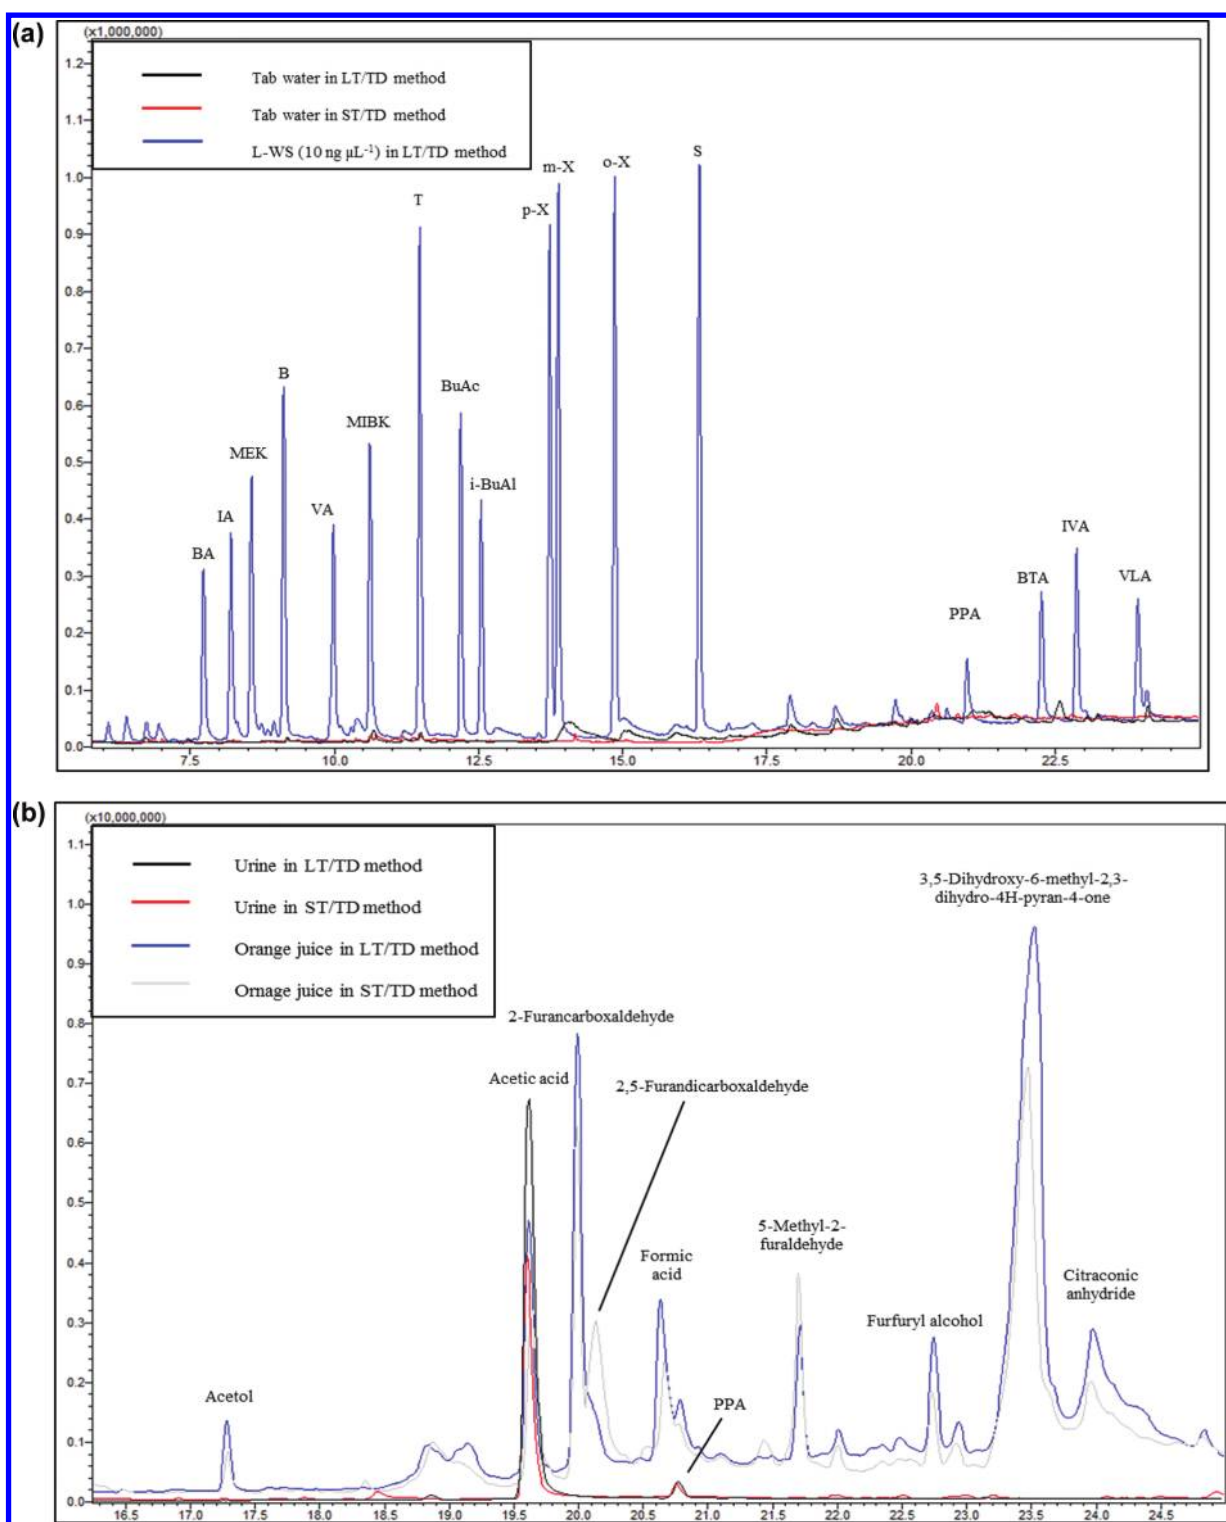 (a)
(x1,000,000)
Tab water in LT/TD method
Tab water in ST/TD method
L-WS (10 ng µL⁻¹) in LT/TD method
1.2
1.1
1.0
0.9
0.8
0.7
0.6
0.5
0.4
0.3
0.2
0.1
0.0
BA
IA
MEK
B
VA
MIBK
T
BuAc
i-BuAl
p-X
m-X
o-X
S
PPA
BTA
IVA
VLA
7.5 10.0 12.5 15.0 17.5 20.0 22.5
(b)
(x10,000,000)
Urine in LT/TD method
Urine in ST/TD method
Orange juice in LT/TD method
Ornage juice in ST/TD method
1.1
1.0
0.9
0.8
0.7
0.6
0.5
0.4
0.3
0.2
0.1
0.0
Acetol
Acetic acid
2-Furancarboxaldehyde
2,5-Furandicarboxaldehyde
Formic
acid
PPA
5-Methyl-2-
furaldehyde
Furfuryl alcohol
3,5-Dihydroxy-6-methyl-2,3-
dihydro-4H-pyran-4-one
Citraconic
anhydride
16.5 17.0 17.5 18.0 18.5 19.0 19.5 20.0 20.5 21.0 21.5 22.0 22.5 23.0 23.5 24.0 24.5